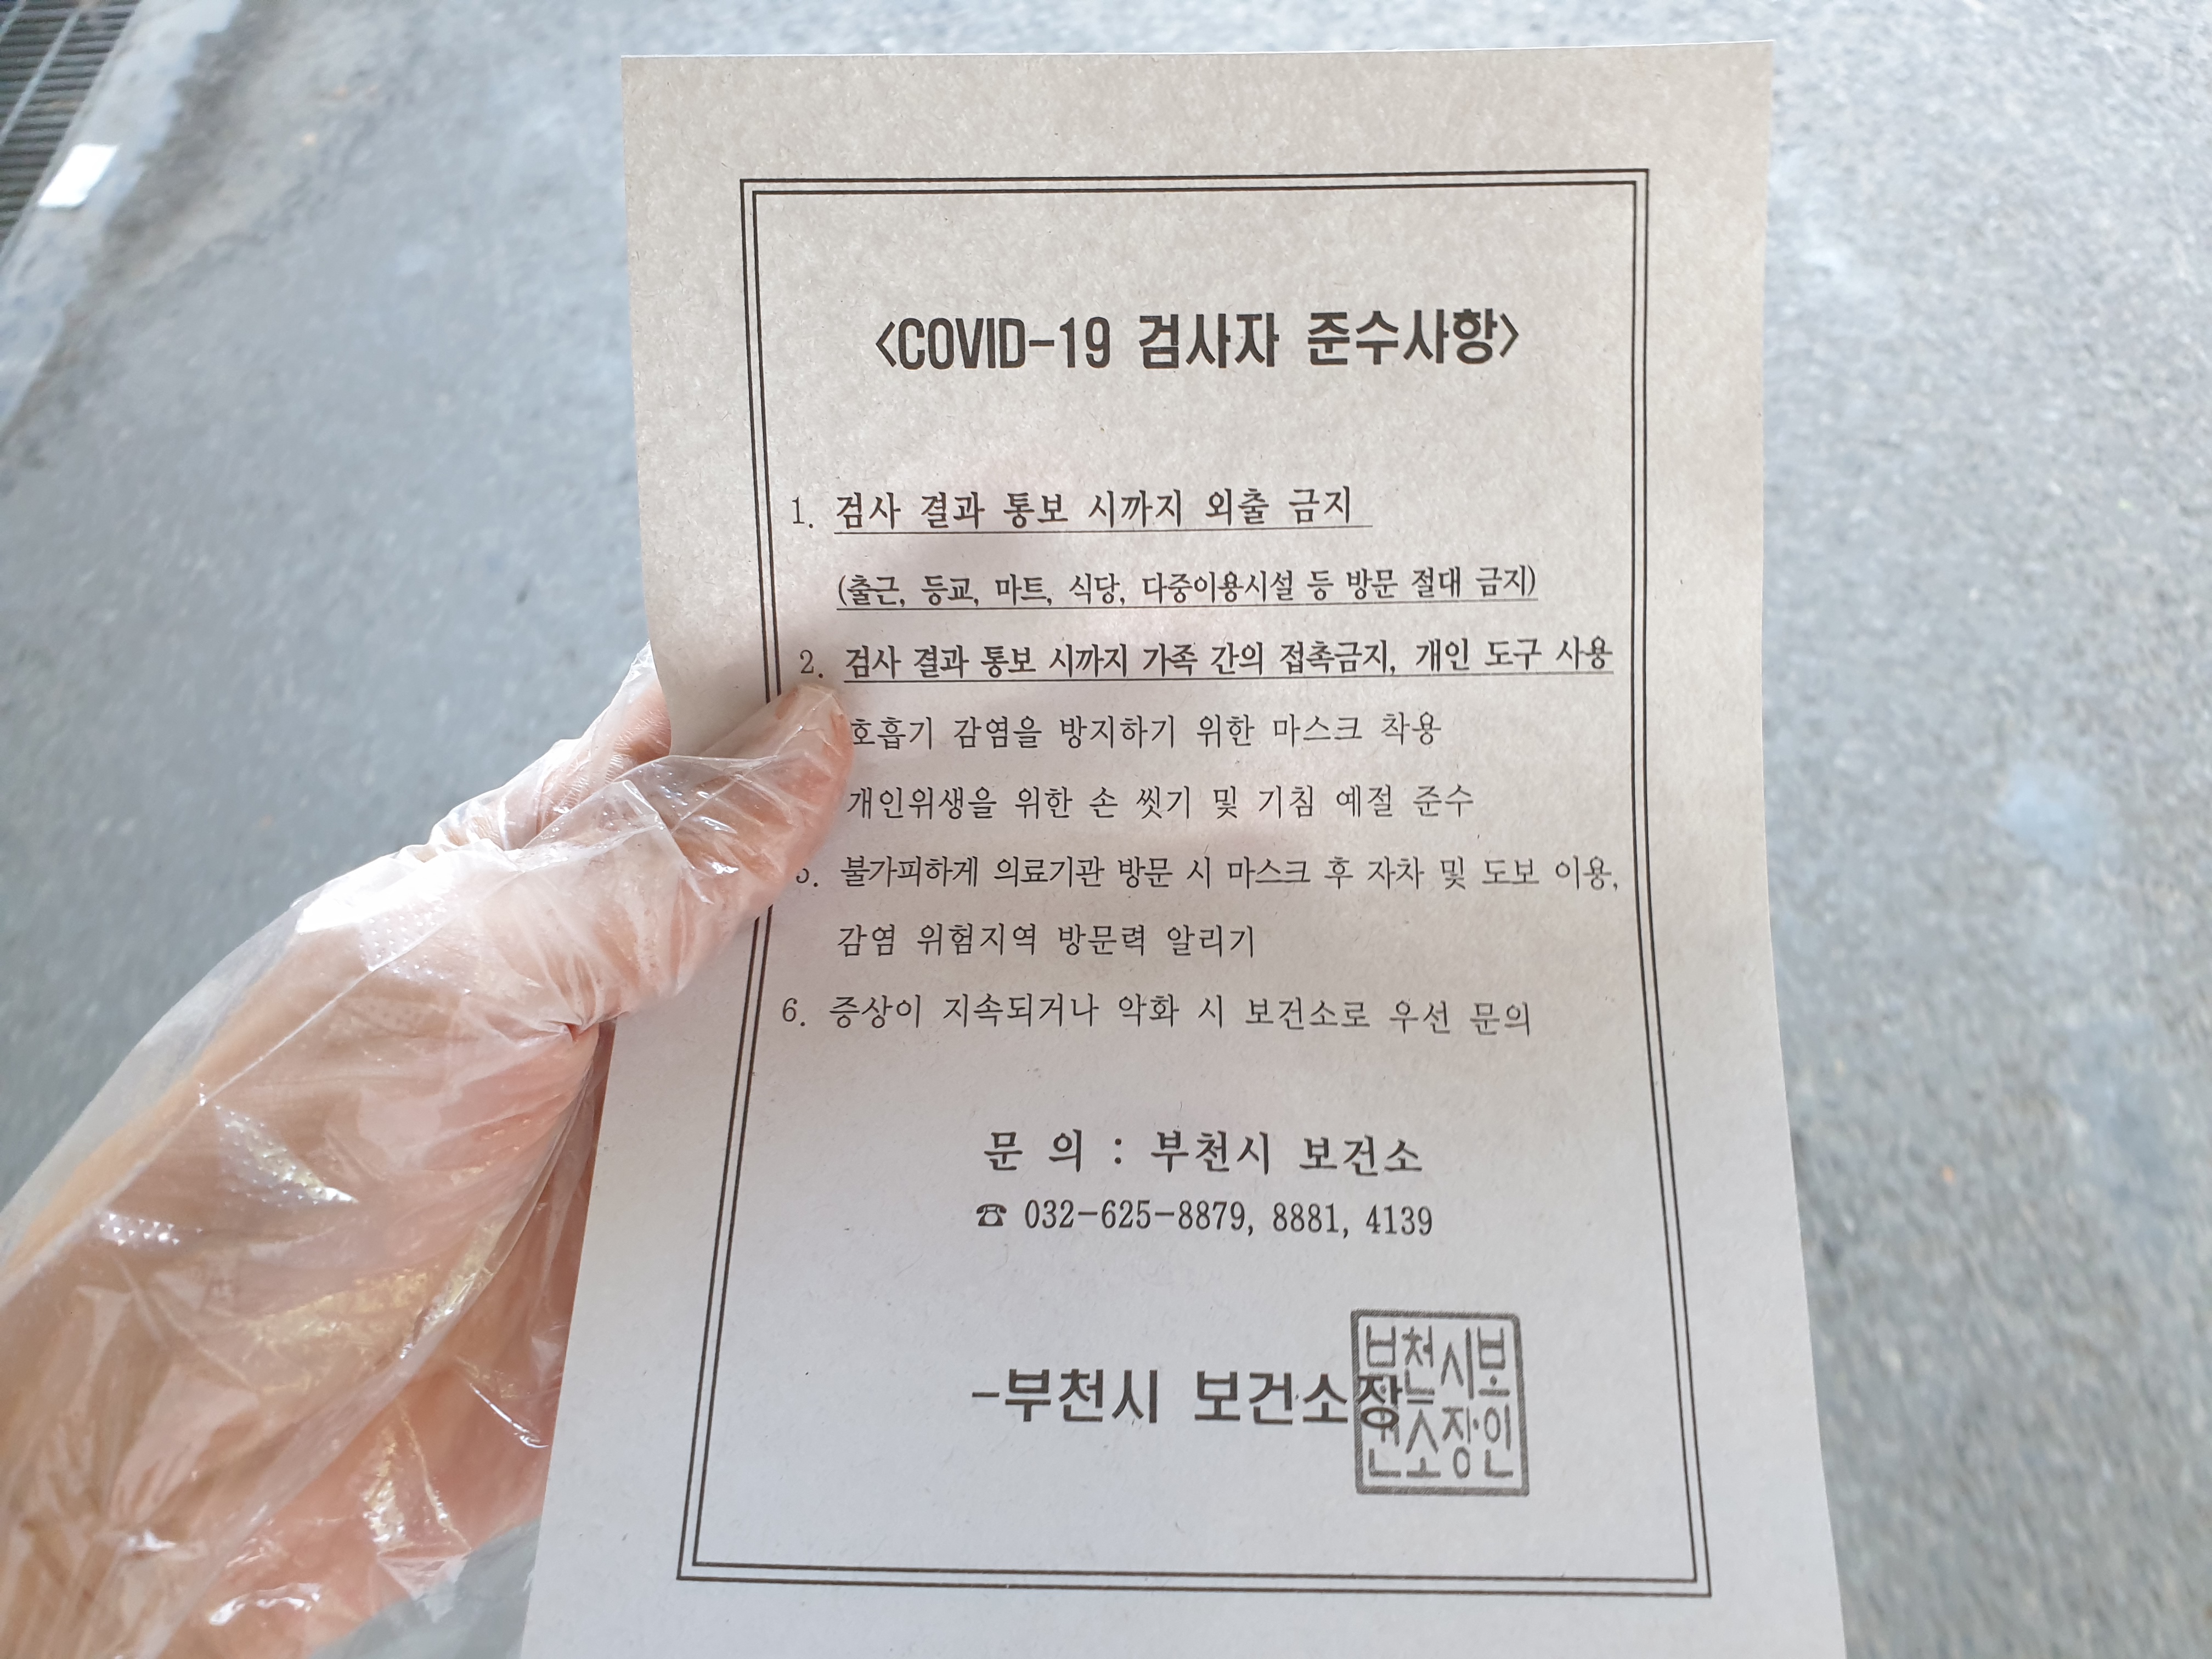 <COVID-19 검사자 준수사항>
1. 검사 결과 통보 시까지 외출 금지
(출근, 등교, 마트, 식당, 다중이용시설 등 방문 절대 금지)
2. 검사 결과 통보 시까지 가족 간의 접촉금지, 개인 도구 사용
호흡기 감염을 방지하기 위한 마스크 착용
개인위생을 위한 손 씻기 및 기침 예절 준수
불가피하게 의료기관 방문 시 마스크 후 자차 및 도보 이용,
감염 위험지역 방문력 알리기
6. 증상이 지속되거나 악화 시 보건소로 우선 문의
문 의 : 부천시 보건소
☎ 032-625-8879, 8881, 4139
-부천시 보건소장
부천시보
건소장인